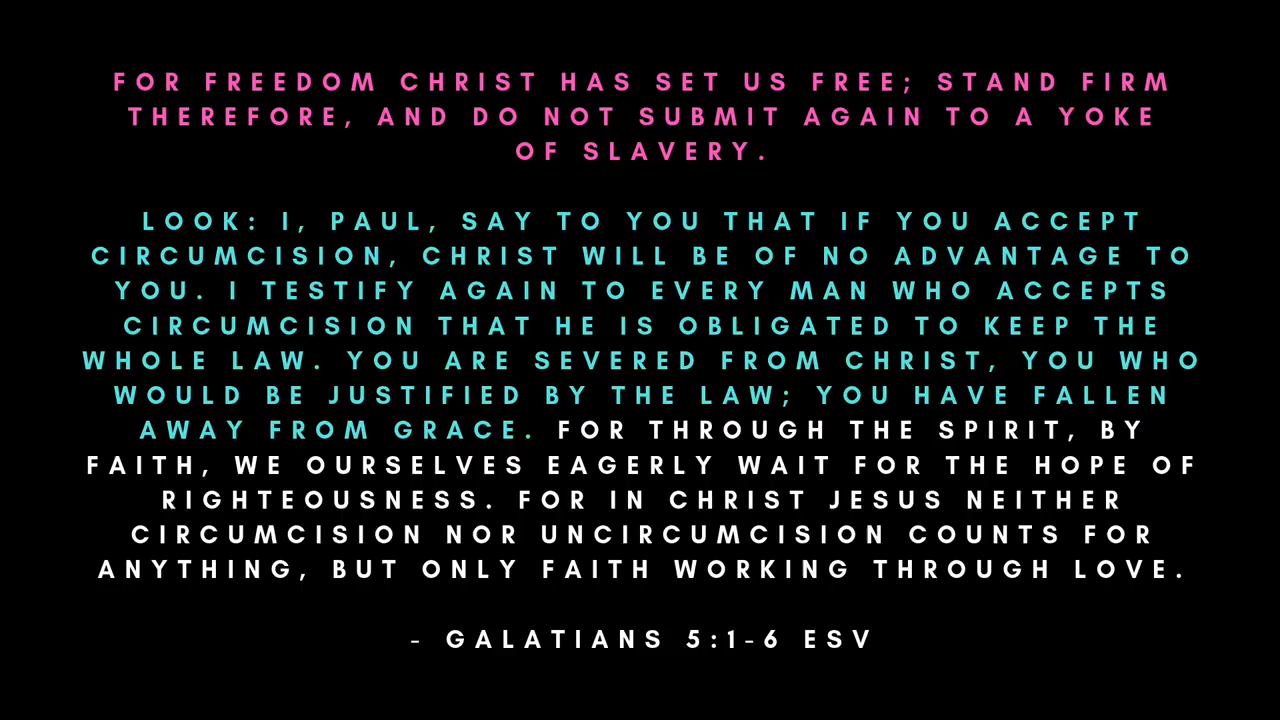 FOR FREEDOM CHRIST HAS SET US FREE; STAND FIRM
THEREFORE, AND DO NOT SUBMIT AGAIN TO A YOKE
OF SLAVERY.
LOOK: I, PAUL, SAY TO YOU THAT IF YOU ACCEPT
CIRCUMCISION, CHRIST WILL BE OF NO ADVANTAGE TO
YOU. I TESTIFY AGAIN TO EVERY MAN WHO ACCEPTS
CIRCUMCISION THAT HE IS OBLIGATED TO KEEP THE
WHOLE LAW. YOU ARE SEVERED FROM CHRIST, YOU WHO
WOULD BE JUSTIFIED BY THE LAW; YOU HAVE FALLEN
AWAY FROM GRACE. FOR THROUGH THE SPIRIT, BY
FAITH, WE OURSELVES EAGERLY WAIT FOR THE HOPE OF
RIGHTEOUSNESS. FOR IN CHRIST JESUS NEITHER
CIRCUMCISION NOR UNCIRCUMCISION COUNTS FOR
ANYTHING, BUT ONLY FAITH WORKING THROUGH LOVE.
- GALATIANS 5:1-6 ESV